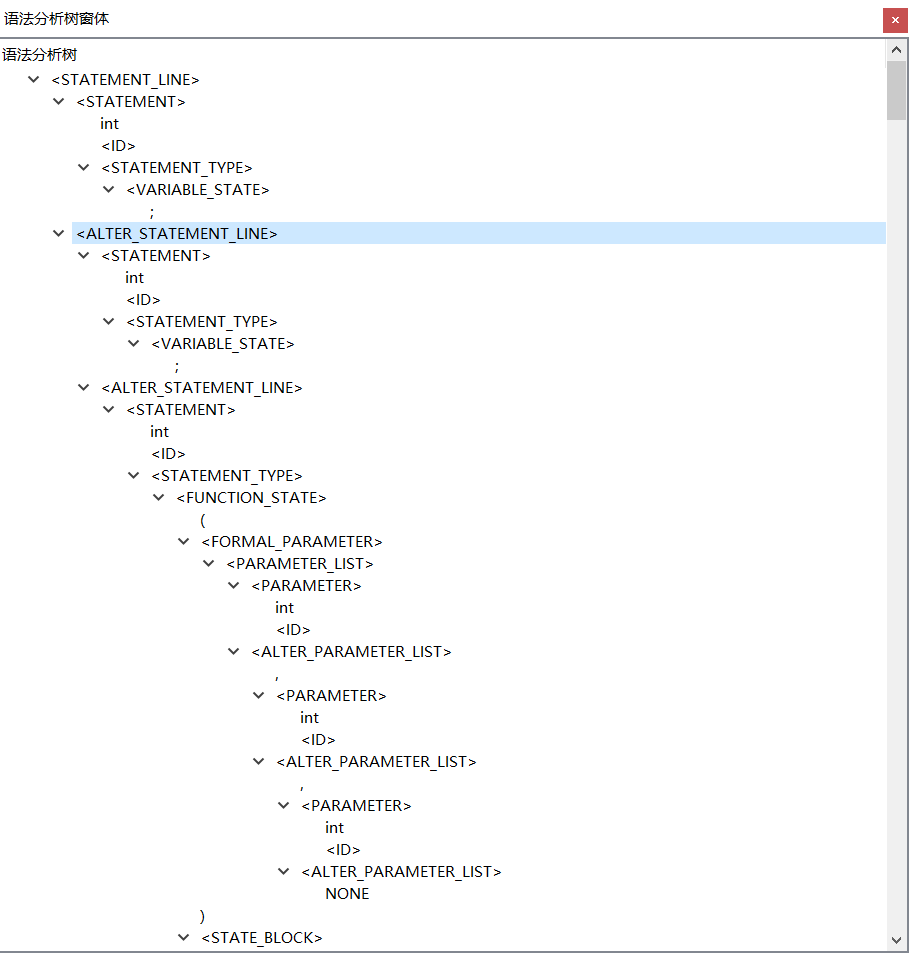 语法分析树窗体
语法分析树
<STATEMENT_LINE>
<STATEMENT>
int
<ID>
<STATEMENT_TYPE>
<VARIABLE_STATE>
;
<ALTER_STATEMENT_LINE>
<STATEMENT>
int
<ID>
<STATEMENT_TYPE>
<VARIABLE_STATE>
;
<ALTER_STATEMENT_LINE>
<STATEMENT>
int
<ID>
<STATEMENT_TYPE>
<FUNCTION_STATE>
(
<FORMAL_PARAMETER>
<PARAMETER_LIST>
<PARAMETER>
int
<ID>
<ALTER_PARAMETER_LIST>
,
<PARAMETER>
int
<ID>
<ALTER_PARAMETER_LIST>
,
<PARAMETER>
int
<ID>
<ALTER_PARAMETER_LIST>
NONE
)
<STATE_BLOCK>